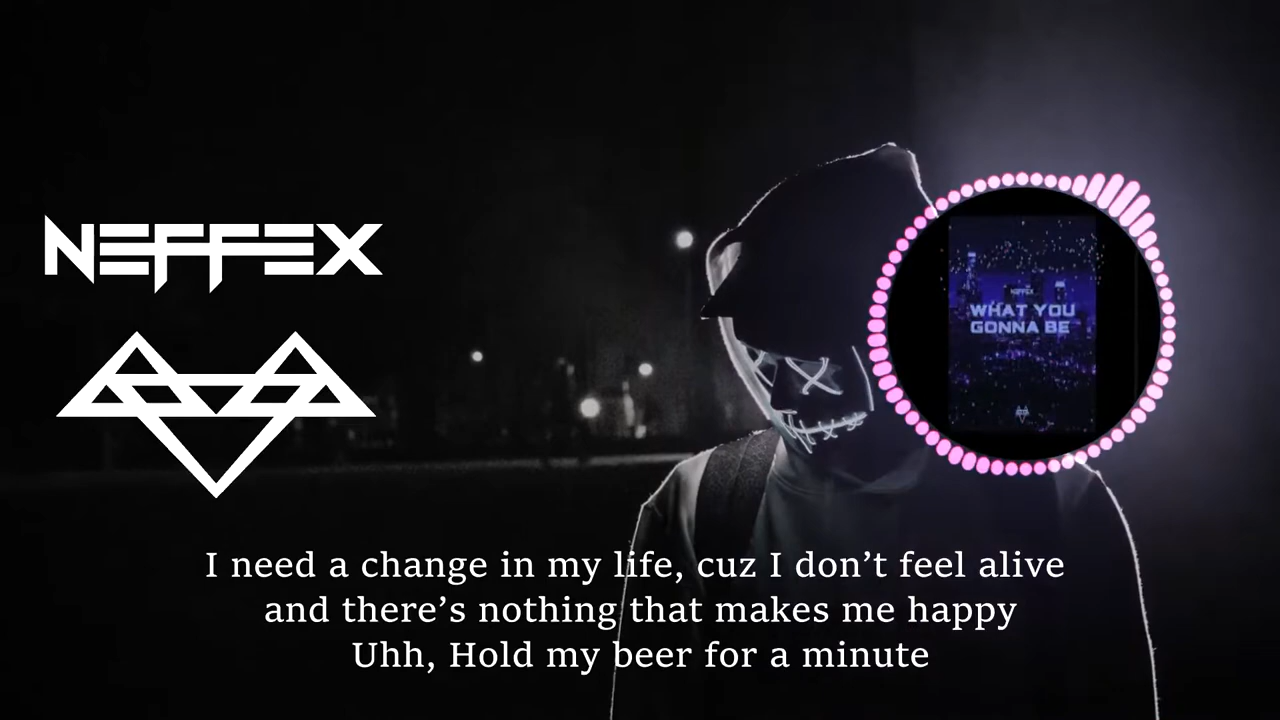 NEFFEX
NEFFEX
WHAT YOU
GONNA BE
I need a change in my life, cuz I don’t feel alive
and there’s nothing that makes me happy
Uhh, Hold my beer for a minute